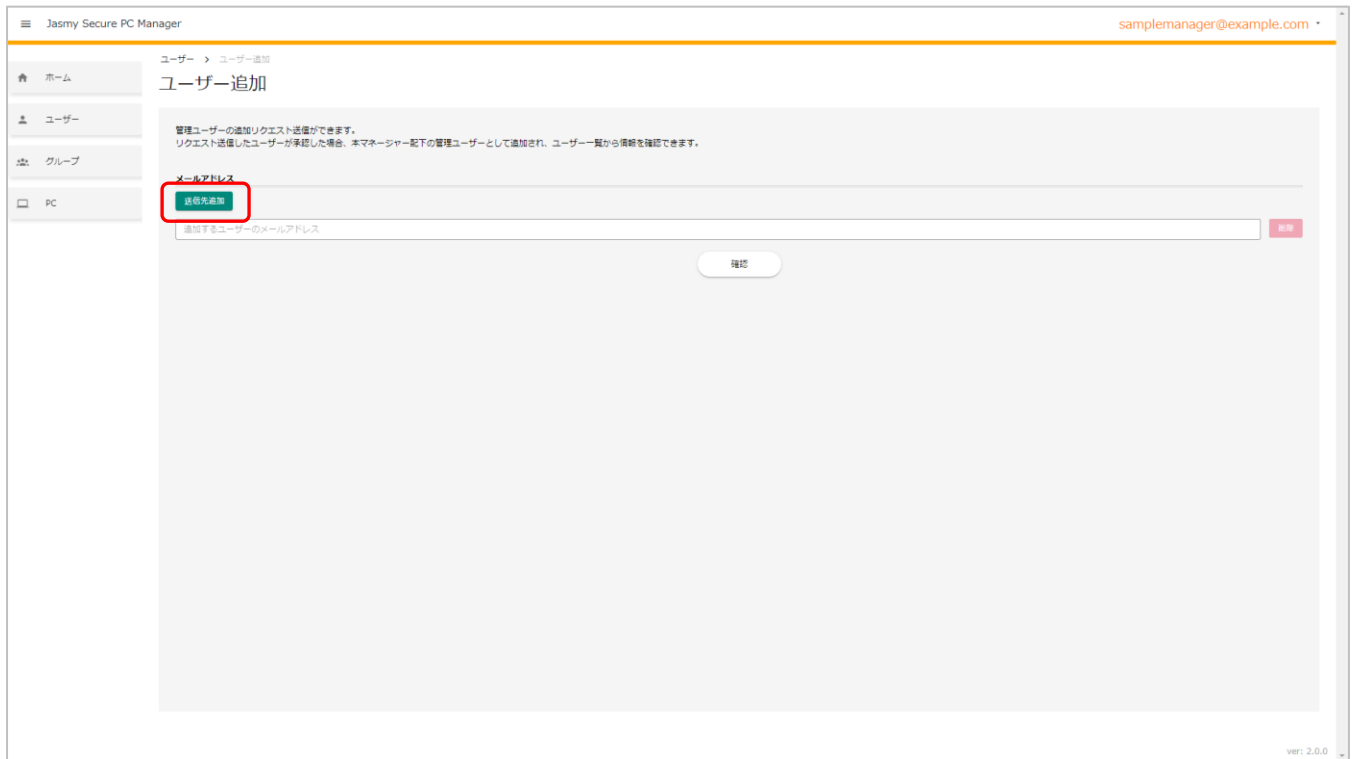 Jasmy Secure PC Manager
samplemanager@example.com
ユーザー > ユーザー追加
ユーザー追加
ホーム
ユーザー
グループ
PC
管理ユーザーの追加リクエスト送信ができます。
リクエスト送信したユーザーが承認した場合、本マネージャー配下の管理ユーザーとして追加され、ユーザー一覧から情報を確認できます。
メールアドレス
送信先追加
追加するユーザーのメールアドレス
削除
確認
ver: 2.0.0